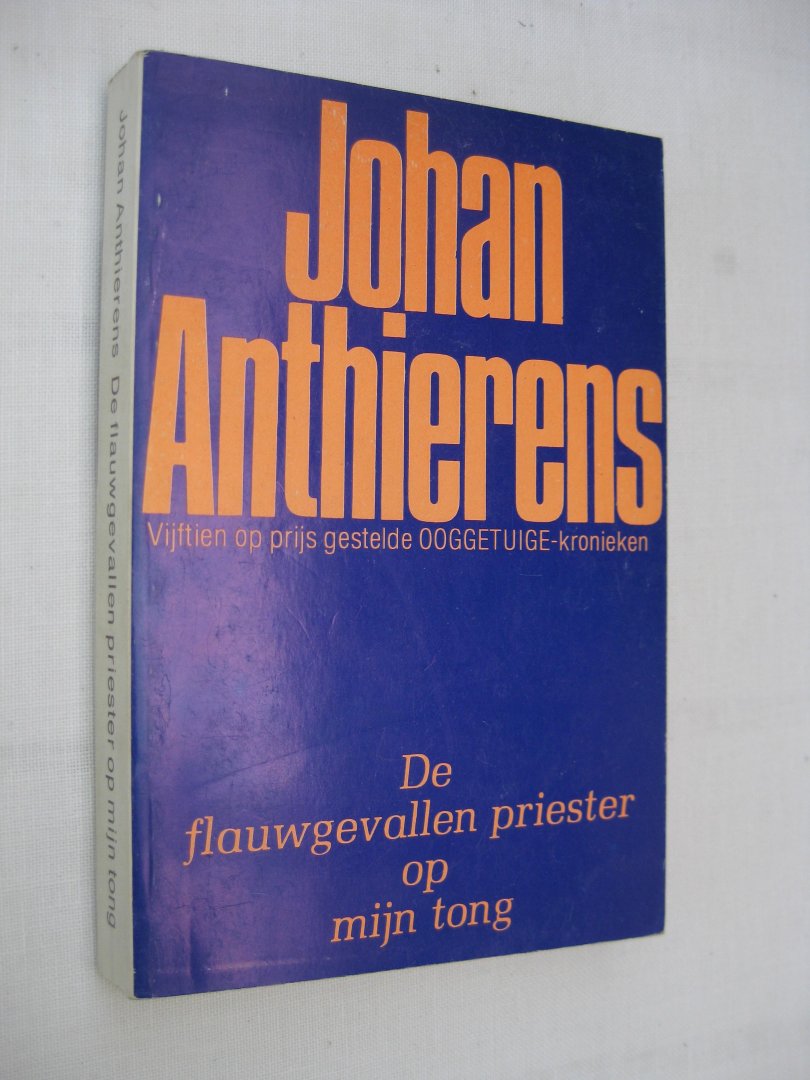 Johan
Anthierens
Vijftien op prijs gestelde OOGGETUIGE-kronieken
De
flauwgevallen priester
op
mijn tong
Johan Anthierens De flauwgevallen priester op mijn tong